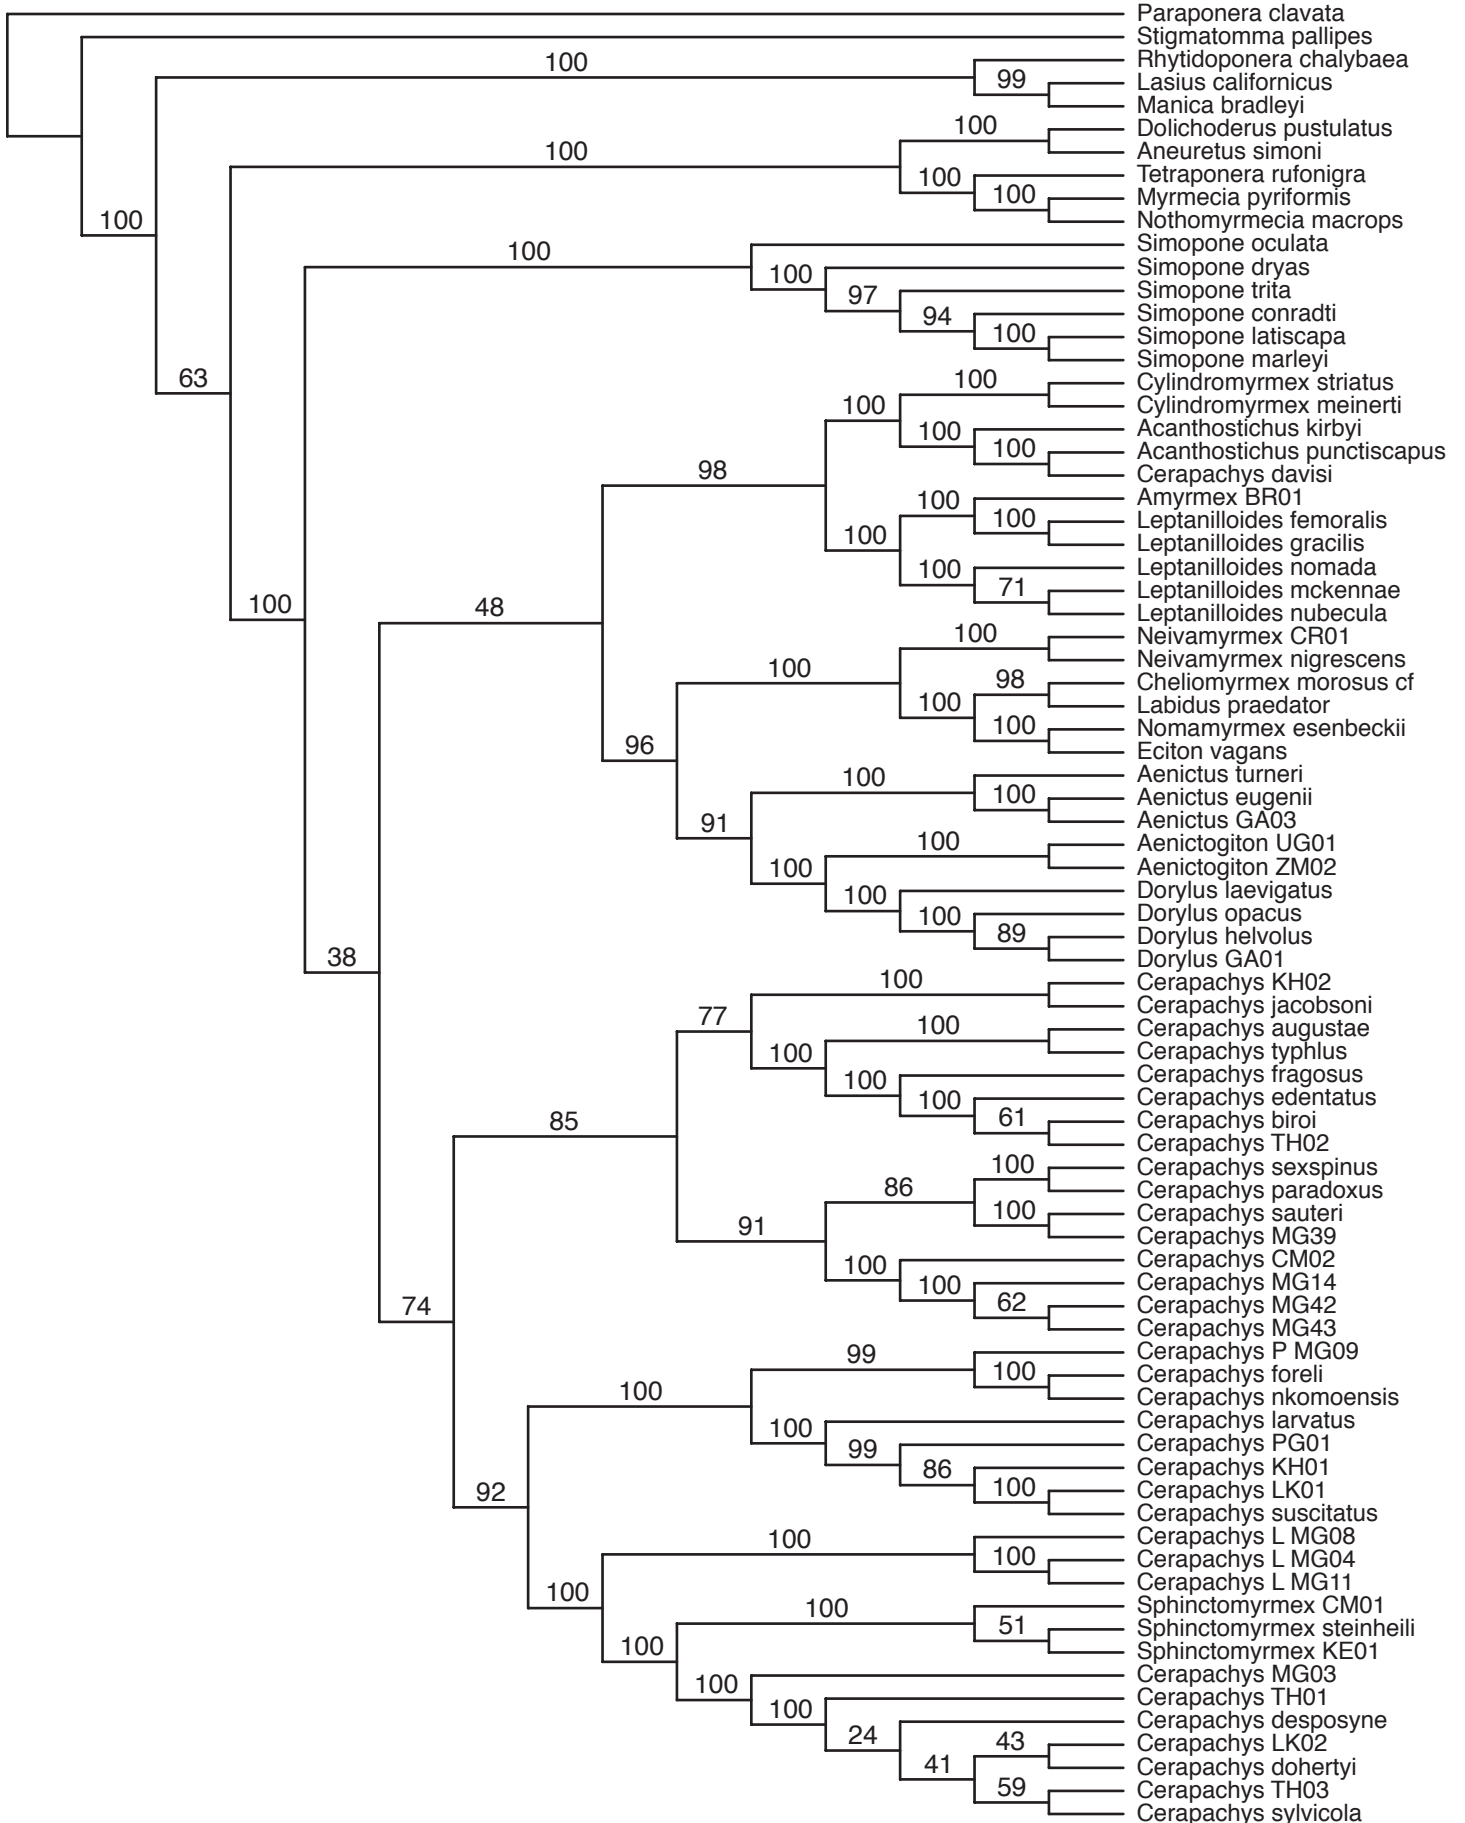 Paraponera clavata
Stigmatomma pallipes
100
Rhytidoponera chalybaea
99
Lasius californicus
Manica bradleyi
100
Dolichoderus pustulatus
100
Aneuretus simoni
100
Tetraponera rufonigra
100
Myrmecia pyriformis
100
Nothomyrmecia macrops
100
Simopone oculata
100
Simopone dryas
97
Simopone trita
94
Simopone conradti
100
Simopone latiscapa
63
Simopone marleyi
100
Cylindromyrmex striatus
100
Cylindromyrmex meinerti
100
Acanthostichus kirbyi
100
Acanthostichus punctiscapus
98
Cerapachys davisi
100
Amyrmex BR01
100
Leptanilloides femoralis
100
Leptanilloides gracilis
100
Leptanilloides nomada
71
Leptanilloides mckennae
100
48
Leptanilloides nubecula
100
Neivamyrmex CR01
100
Neivamyrmex nigrescens
98
Cheliomyrmex morosus cf
100
Labidus praedator
100
Nomamyrmex esenbeckii
96
Eciton vagans
100
Aenictus turneri
100
Aenictus eugenii
91
Aenictus GA03
100
Aenictogiton UG01
100
Aenictogiton ZM02
100
Dorylus laevigatus
100
Dorylus opacus
89
Dorylus helvolus
38
Dorylus GA01
100
Cerapachys KH02
77
Cerapachys jacobsoni
100
Cerapachys augustae
100
Cerapachys typhlus
100
Cerapachys fragosus
100
Cerapachys edentatus
85
61
Cerapachys biroi
Cerapachys TH02
100
Cerapachys sexspinus
86
Cerapachys paradoxus
100
Cerapachys sauteri
91
Cerapachys MG39
100
Cerapachys CM02
100
Cerapachys MG14
74
62
Cerapachys MG42
Cerapachys MG43
99
Cerapachys P MG09
100
Cerapachys foreli
100
Cerapachys nkomoensis
100
Cerapachys larvatus
99
Cerapachys PG01
86
Cerapachys KH01
92
100
Cerapachys LK01
Cerapachys suscitatus
100
Cerapachys L MG08
100
Cerapachys L MG04
100
Cerapachys L MG11
100
Sphinctomyrmex CM01
51
Sphinctomyrmex steinheili
100
Sphinctomyrmex KE01
100
Cerapachys MG03
100
Cerapachys TH01
24
Cerapachys desposyne
43
Cerapachys LK02
41
Cerapachys dohertyi
59
Cerapachys TH03
Cerapachys sylvicola